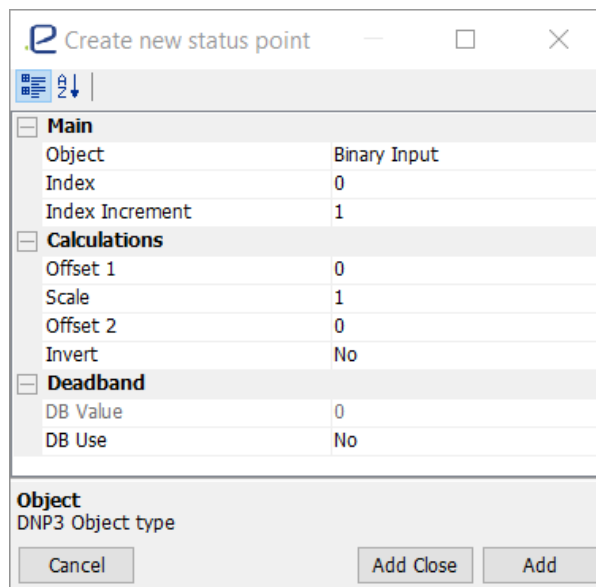 Create new status point
Main
Object Binary Input
Index 0
Index Increment 1
Calculations
Offset 1 0
Scale 1
Offset 2 0
Invert No
Deadband
DB Value 0
DB Use No
Object
DNP3 Object type
Cancel Add Close Add